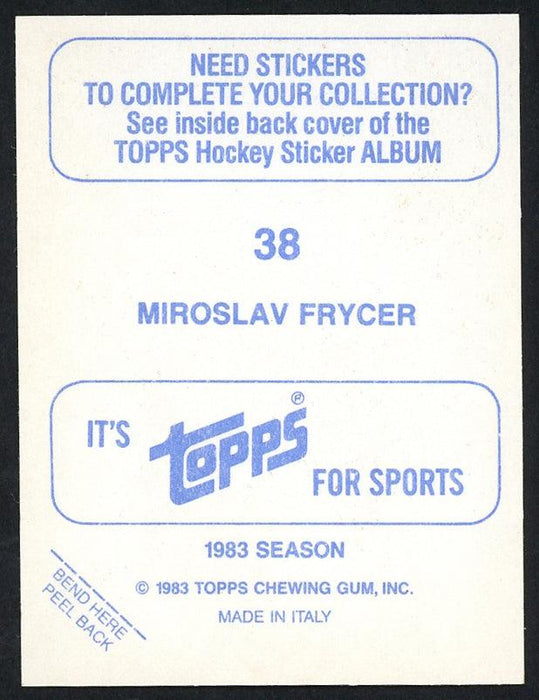 NEED STICKERS
TO COMPLETE YOUR COLLECTION?
See inside back cover of the
TOPPS Hockey Sticker ALBUM
38
MIROSLAV FRYCER
IT'S topps® FOR SPORTS
1983 SEASON
© 1983 TOPPS CHEWING GUM, INC.
MADE IN ITALY
BEND HERE
PEEL BACK